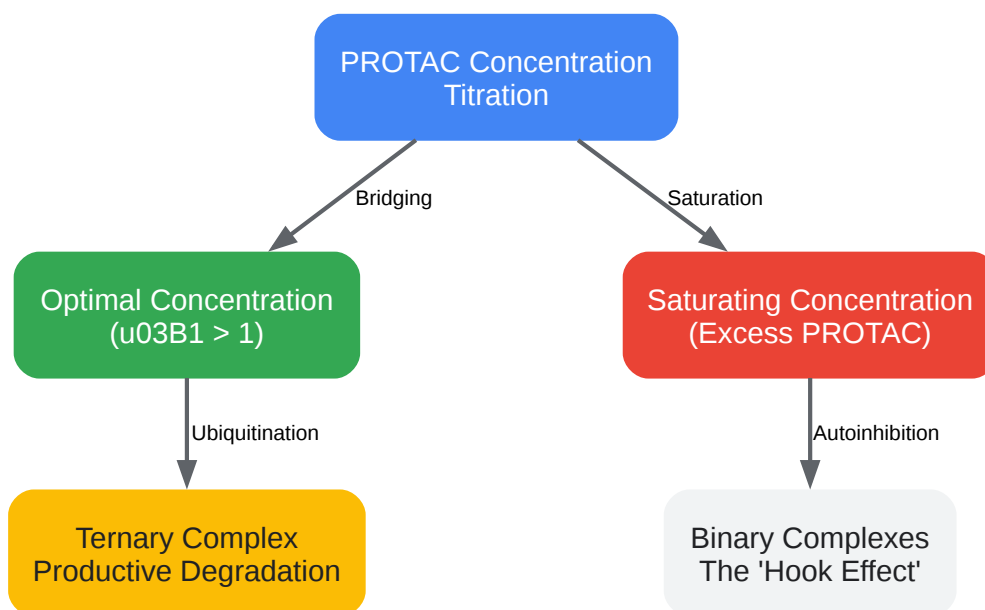 PROTAC Concentration
Titration
Bridging
Saturation
Optimal Concentration
(u03B1 > 1)
Saturating Concentration
(Excess PROTAC)
Ubiquitination
Autoinhibition
Ternary Complex
Productive Degradation
Binary Complexes
The 'Hook Effect'